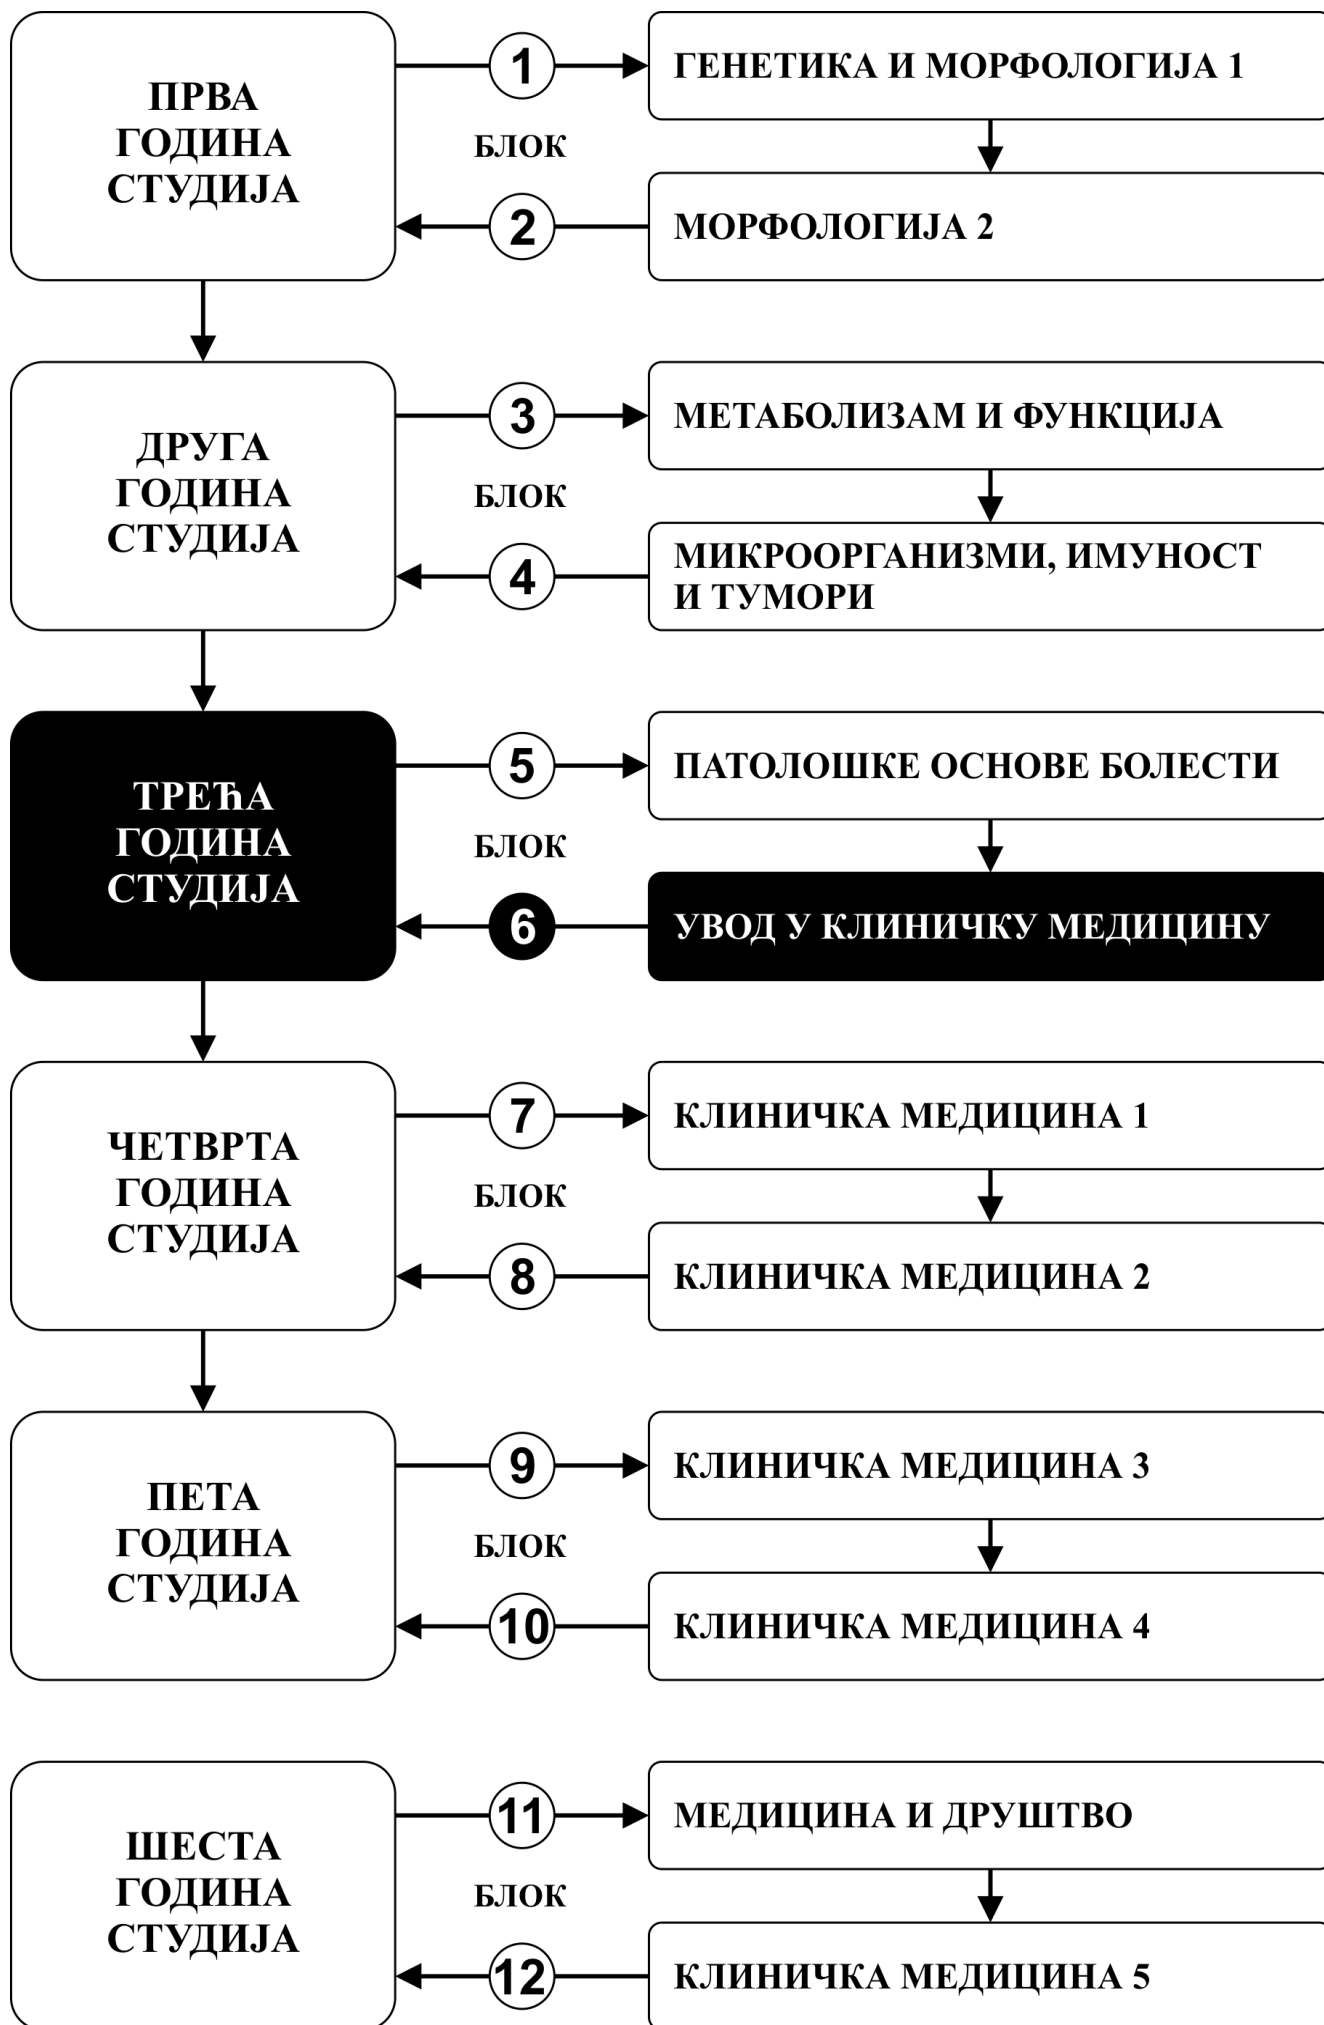 ПРВА
ГОДИНА
СТУДИЈА
1
БЛОК
2
ГЕНЕТИКА И МОРФОЛОГИЈА 1
МОРФОЛОГИЈА 2
ДРУГА
ГОДИНА
СТУДИЈА
3
БЛОК
4
МЕТАБОЛИЗАМ И ФУНКЦИЈА
МИКРООРГАНИЗМИ, ИМУНОСТ
И ТУМОРИ
ТРЕЋА
ГОДИНА
СТУДИЈА
5
БЛОК
6
ПАТОЛОШКЕ ОСНОВЕ БОЛЕСТИ
УВОД У КЛИНИЧКУ МЕДИЦИНУ
ЧЕТВРТА
ГОДИНА
СТУДИЈА
7
БЛОК
8
КЛИНИЧКА МЕДИЦИНА 1
КЛИНИЧКА МЕДИЦИНА 2
ПЕТА
ГОДИНА
СТУДИЈА
9
БЛОК
10
КЛИНИЧКА МЕДИЦИНА 3
КЛИНИЧКА МЕДИЦИНА 4
ШЕСТА
ГОДИНА
СТУДИЈА
11
БЛОК
12
МЕДИЦИНА И ДРУШТВО
КЛИНИЧКА МЕДИЦИНА 5